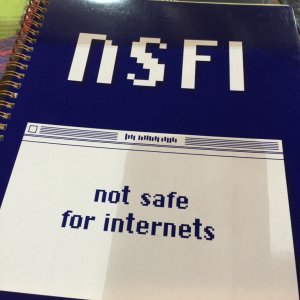 NSFI
not safe
for internets